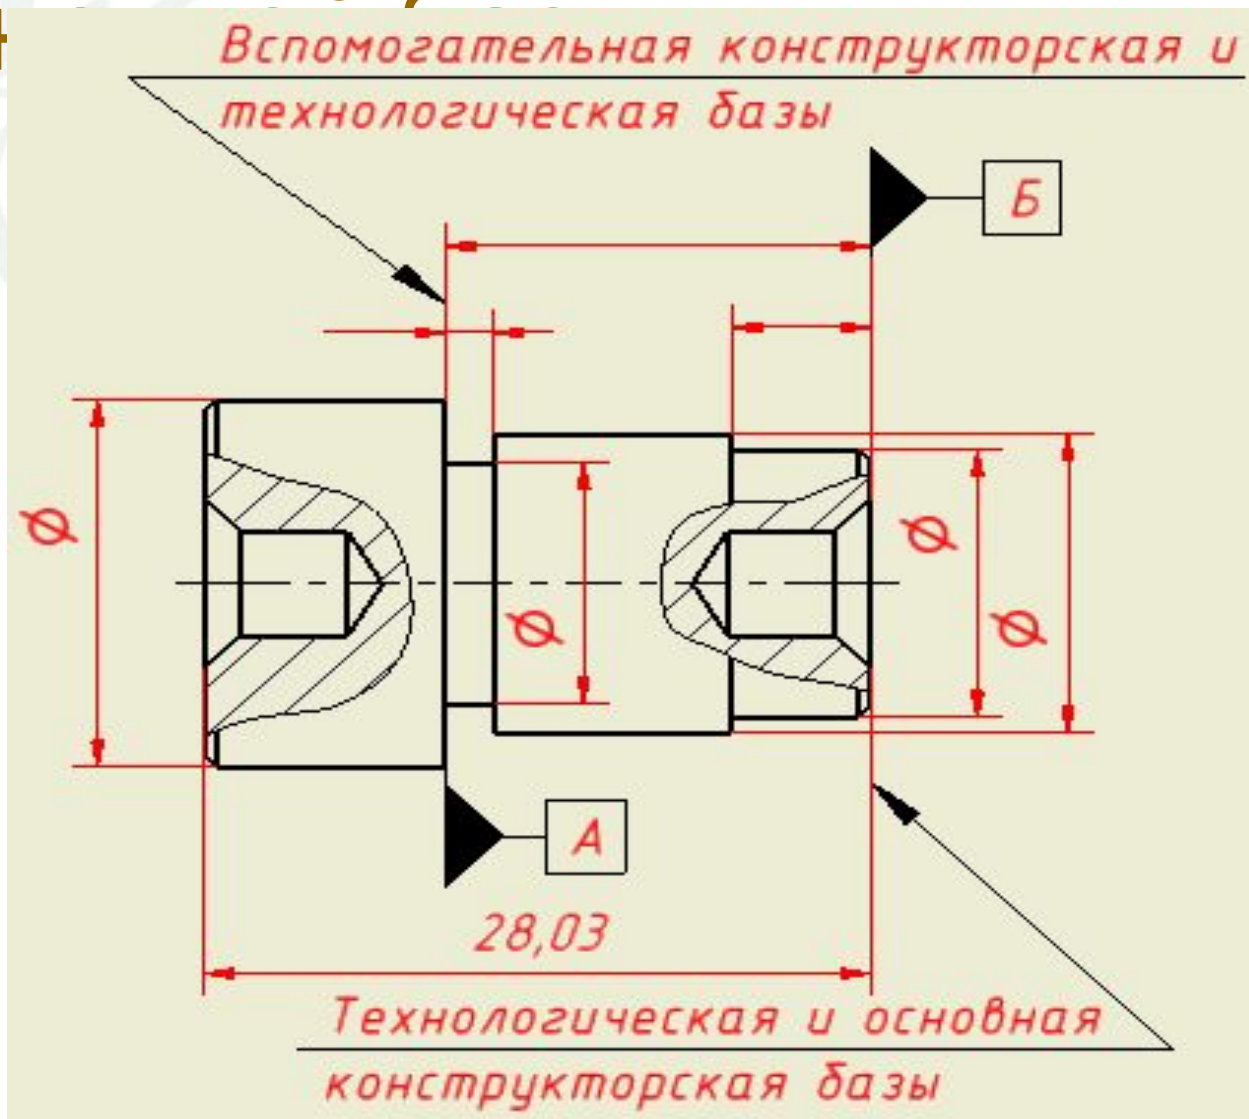 Вспомогательная конструкторская и
технологическая базы
Б
Ø
Ø
Ø
Ø
А
28,03
Технологическая и основная
конструкторская базы